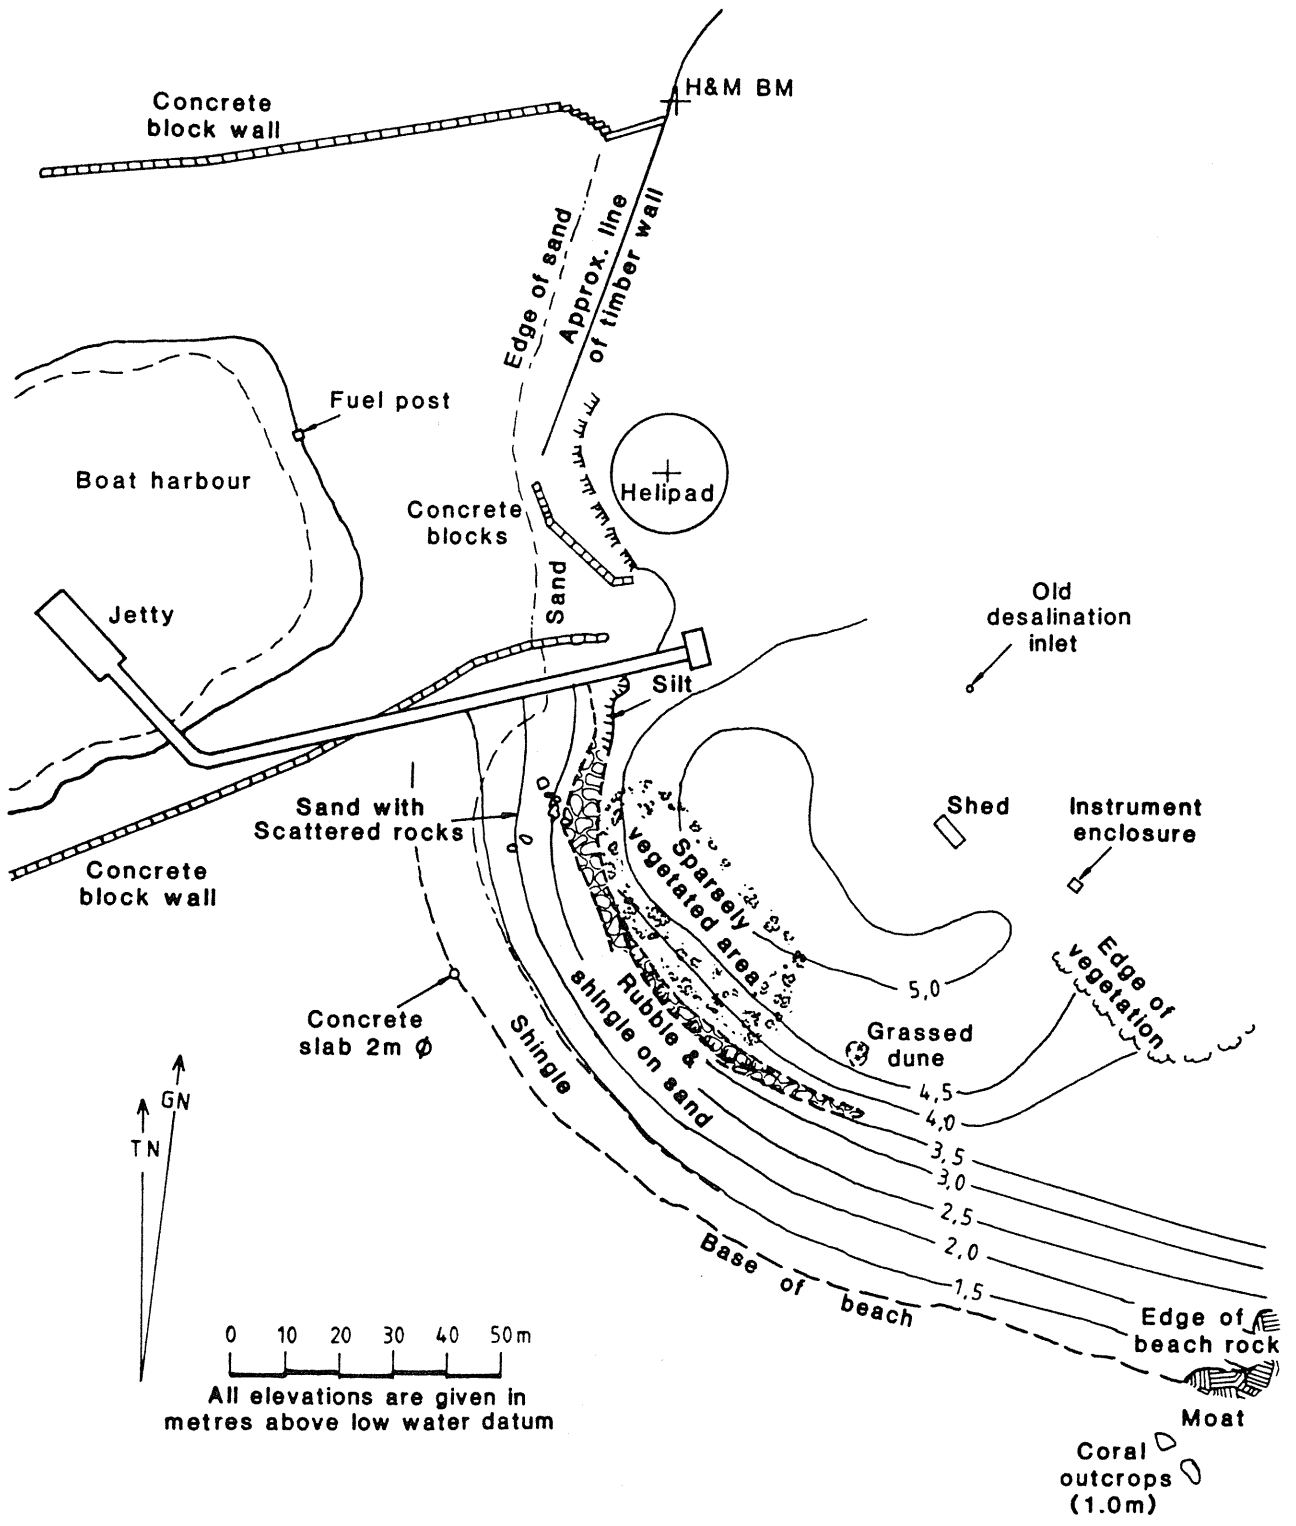 H&M BM
Concrete
block wall
Edge of sand
Approx. line
of timber wall
Fuel post
Boat harbour
Helipad
Concrete
blocks
Sand
Old
desalination
inlet
Jetty
Silt
Sand with
Scattered rocks
Shed
Instrument
enclosure
Concrete
block wall
Sparsely
vegetated area
Edge of
vegetation
5,0
Concrete
slab 2m Ø
Shingle
Rubble &
shingle on sand
Grassed
dune
4,5
4,0
3,5
3,0
2,5
2,0
1,5
GN
TN
Base of beach
Edge of
beach rock
Moat
Coral
outcrops
(1.0m)
0 10 20 30 40 50m
All elevations are given in
metres above low water datum